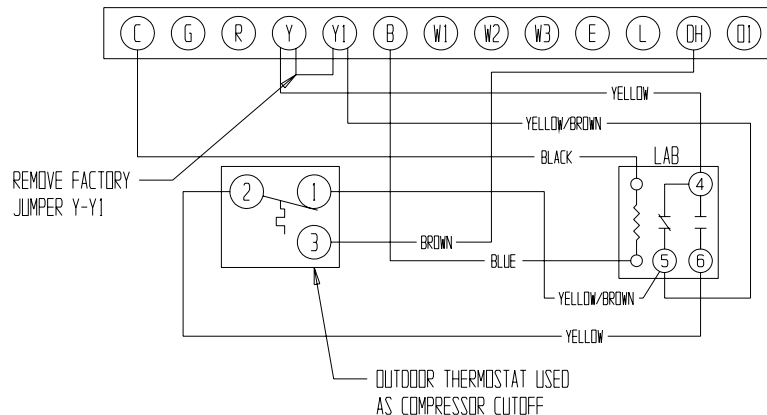 C G R Y Y1 B W1 W2 W3 E L DH O1
YELLOW
YELLOW/BROWN
BLACK
LAB
REMOVE FACTORY
JUMPER Y-Y1
2 1
4
3
BROWN
BLUE
5 6
YELLOW/BROWN
YELLOW
OUTDOOR THERMOSTAT USED
AS COMPRESSOR CUTOFF